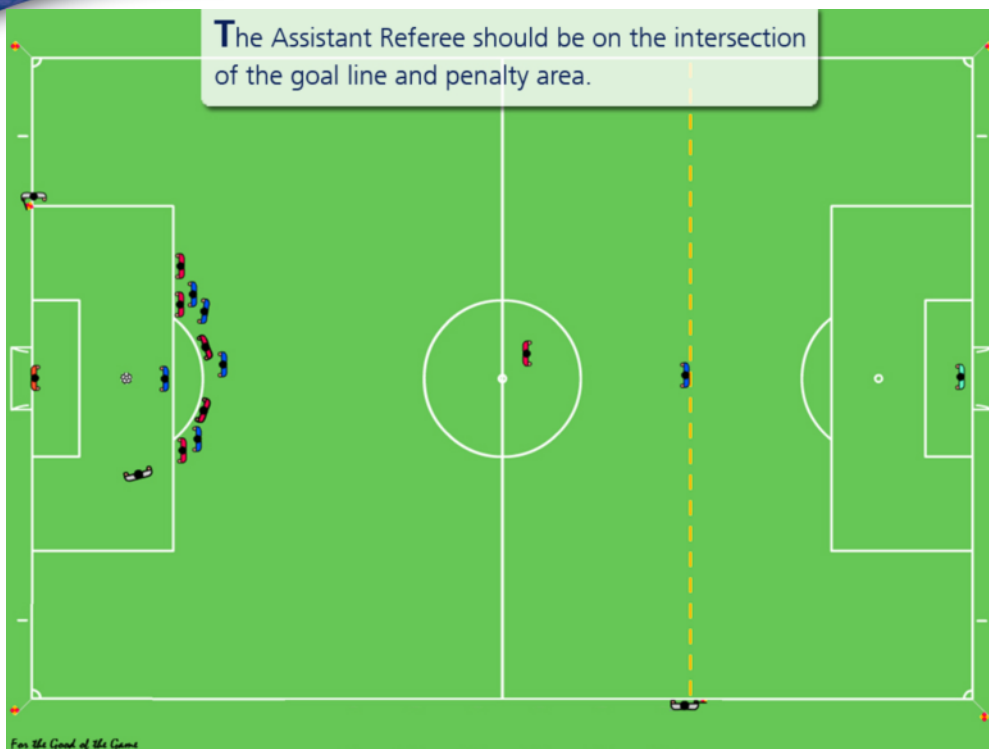 The Assistant Referee should be on the intersection
of the goal line and penalty area.
For the Good of the Game